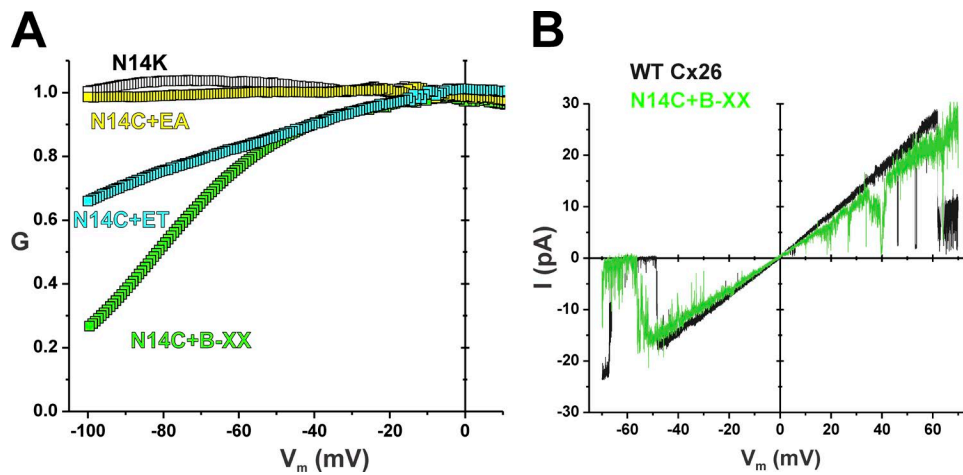 A
N14K
1.0
N14C+EA
0.8
0.6
N14C+ET
G
0.4
N14C+B-XX
0.2
0.0
-100 -80 -60 -40 -20 0
Vm (mV)
B
WT Cx26
N14C+B-XX
30
20
10
0
-10
-20
-30
I (pA)
-60 -40 -20 0 20 40 60
Vm (mV)